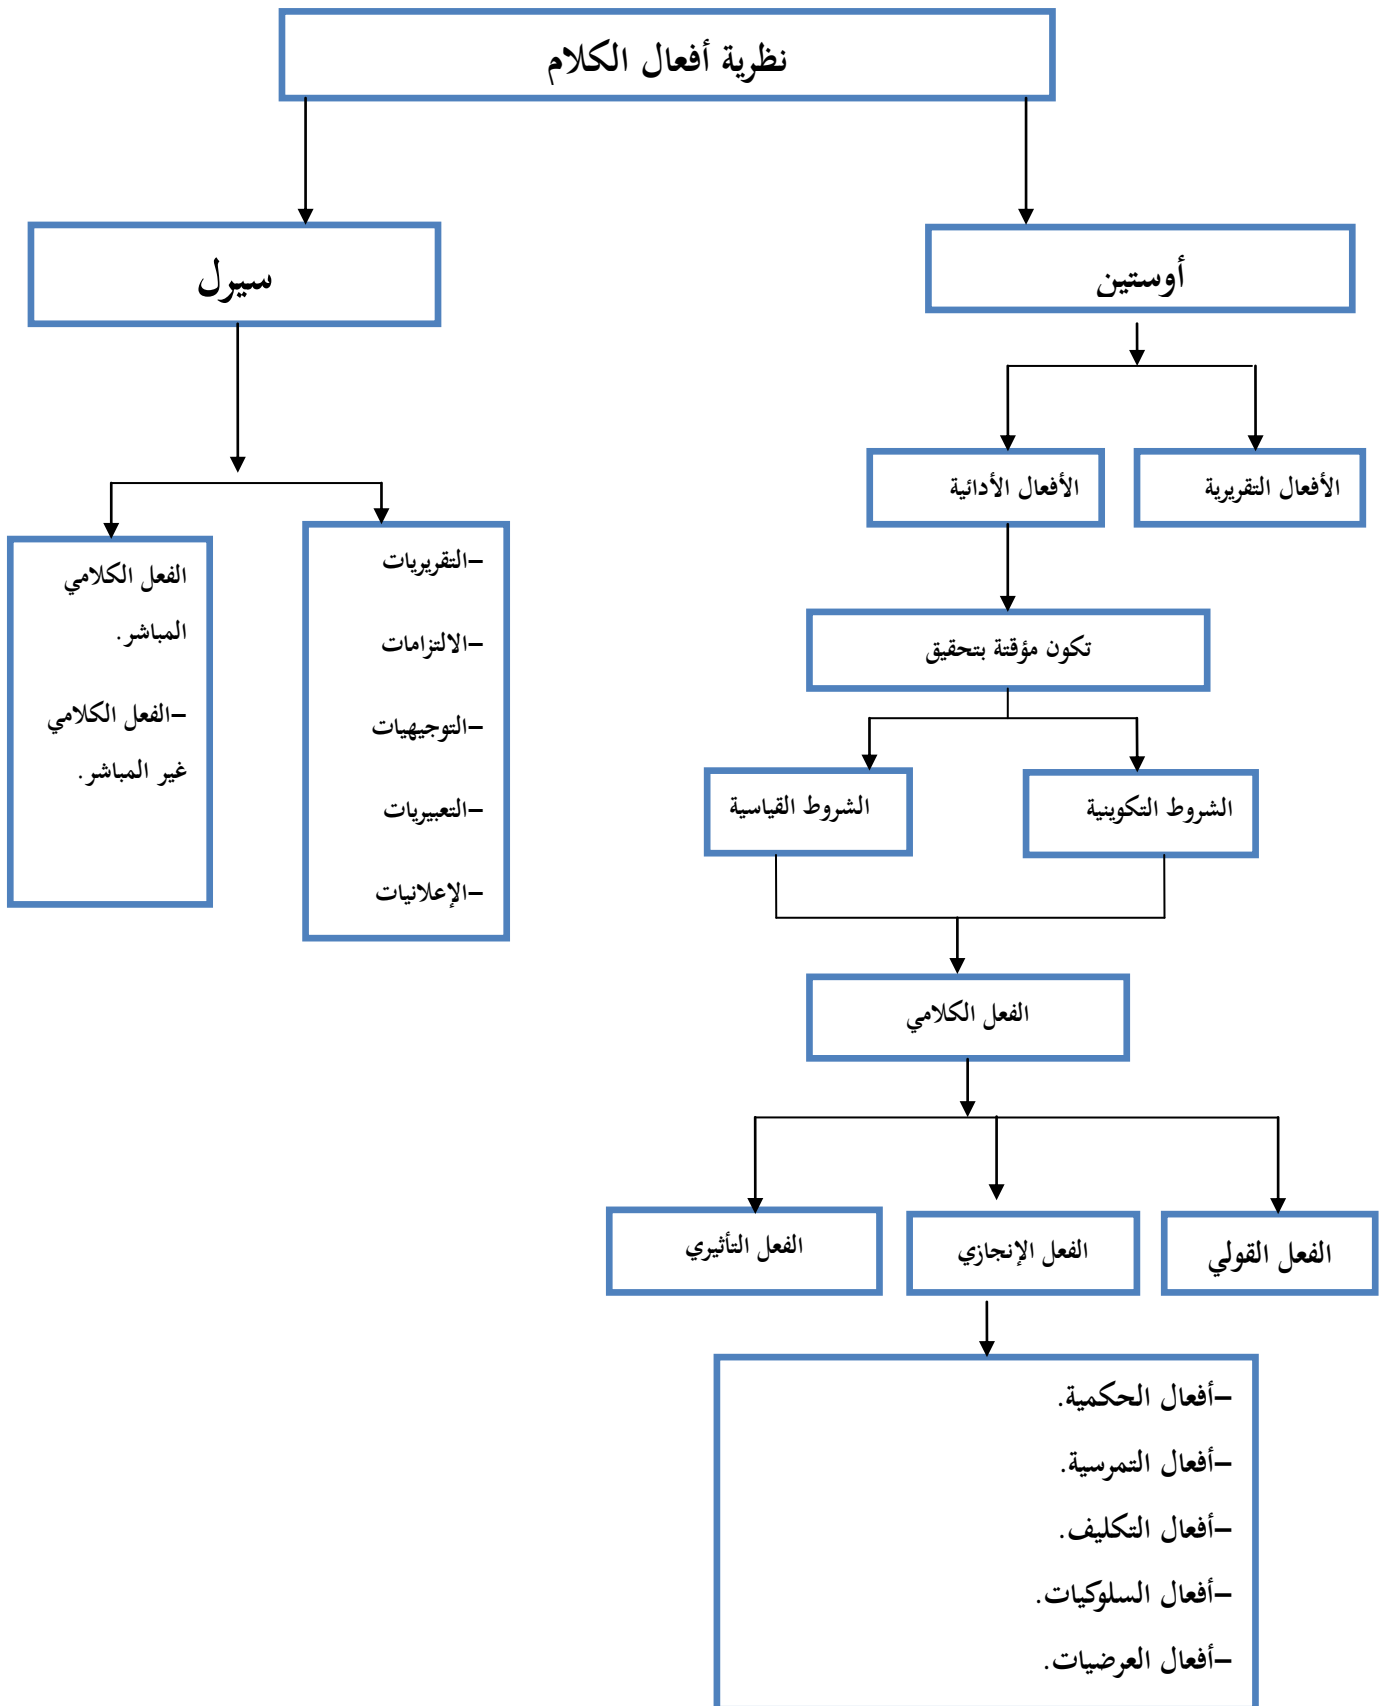 نظرية أفعال الكلام
أوستين
سيرل
الأفعال التقريرية
الأفعال الأدائية
تكون مؤقتة بتحقيق
الشروط التكوينية
الشروط القياسية
الفعل الكلامي
الفعل القولي
الفعل الإنجازي
الفعل التأثيري
–أفعال الحكمية.
–أفعال التمرسية.
–أفعال التكليف.
–أفعال السلوكيات.
–أفعال العرضيات.
–التقريريات
–الالتزامات
–التوجيهيات
–التعبيريات
–الإعلانيات
الفعل الكلامي
المباشر.
–الفعل الكلامي
غير المباشر.